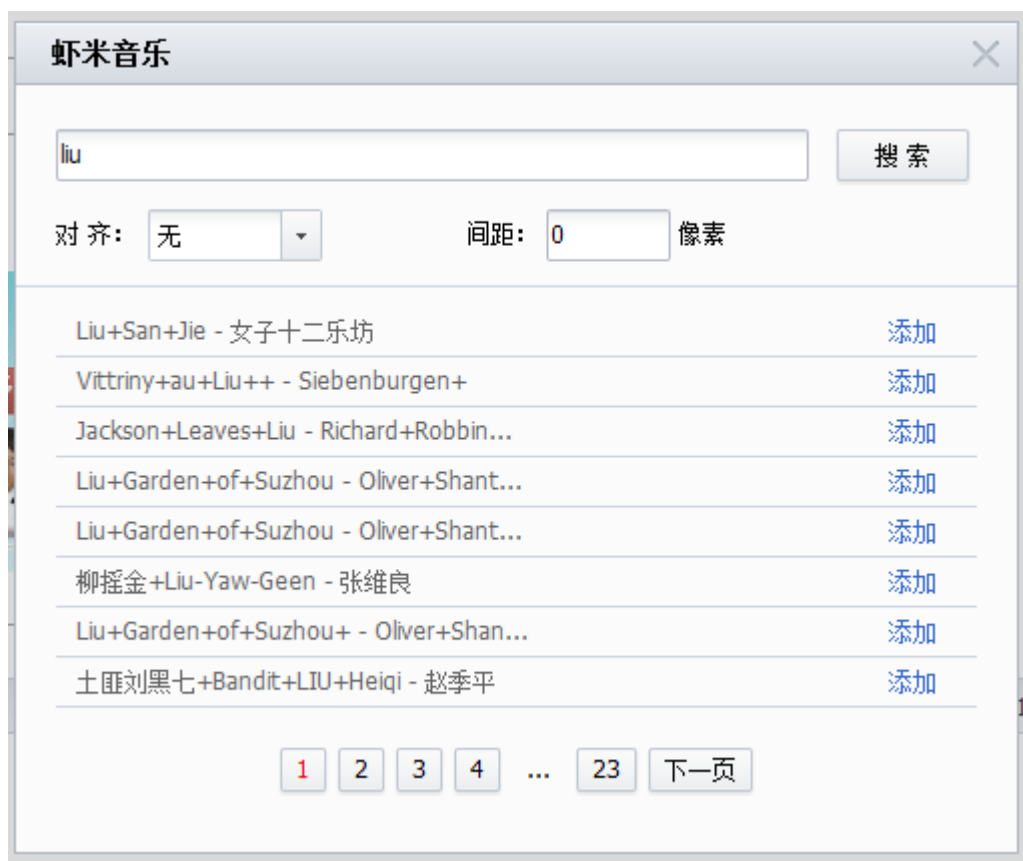 虾米音乐
liu 搜 索
对 齐： 无 间距： 0 像素
Liu+San+Jie - 女子十二乐坊 添加
Vittriny+au+Liu++ - Siebenburgen+ 添加
Jackson+Leaves+Liu - Richard+Robbin... 添加
Liu+Garden+of+Suzhou - Oliver+Shant... 添加
Liu+Garden+of+Suzhou - Oliver+Shant... 添加
柳摇金+Liu-Yaw-Geen - 张维良 添加
Liu+Garden+of+Suzhou+ - Oliver+Shan... 添加
土匪刘黑七+Bandit+LIU+Heiqi - 赵季平 添加
1 2 3 4 ... 23 下一页